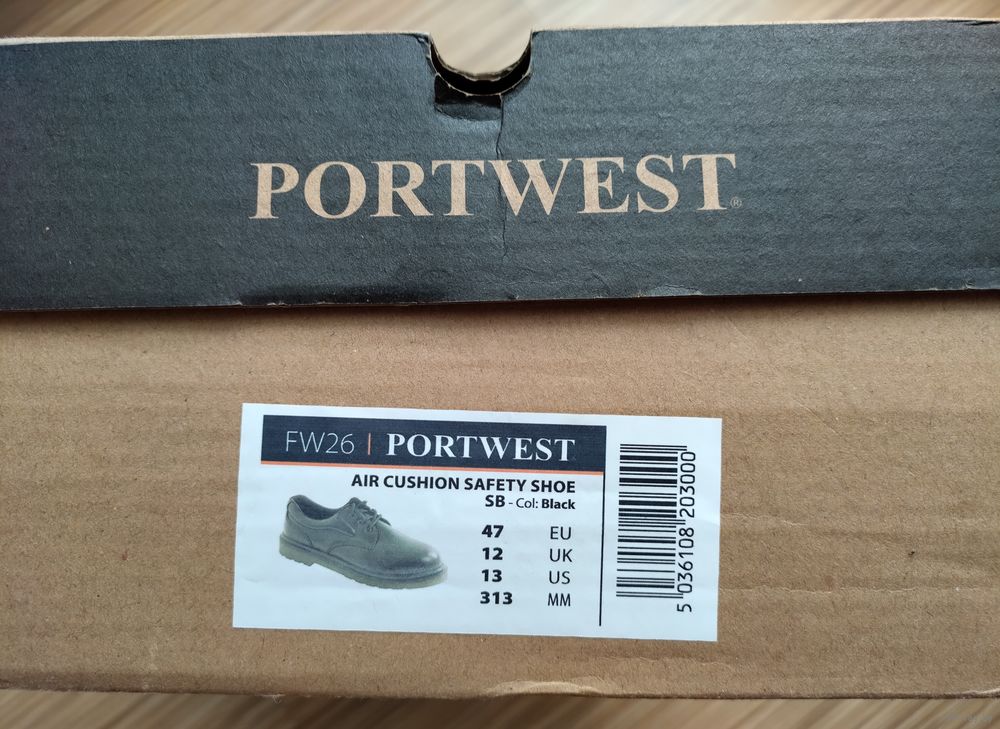 PORTWEST®
FW26 | PORTWEST
AIR CUSHION SAFETY SHOE
SB - Col: Black
47 EU
12 UK
13 US
313 MM
5 036108 203000